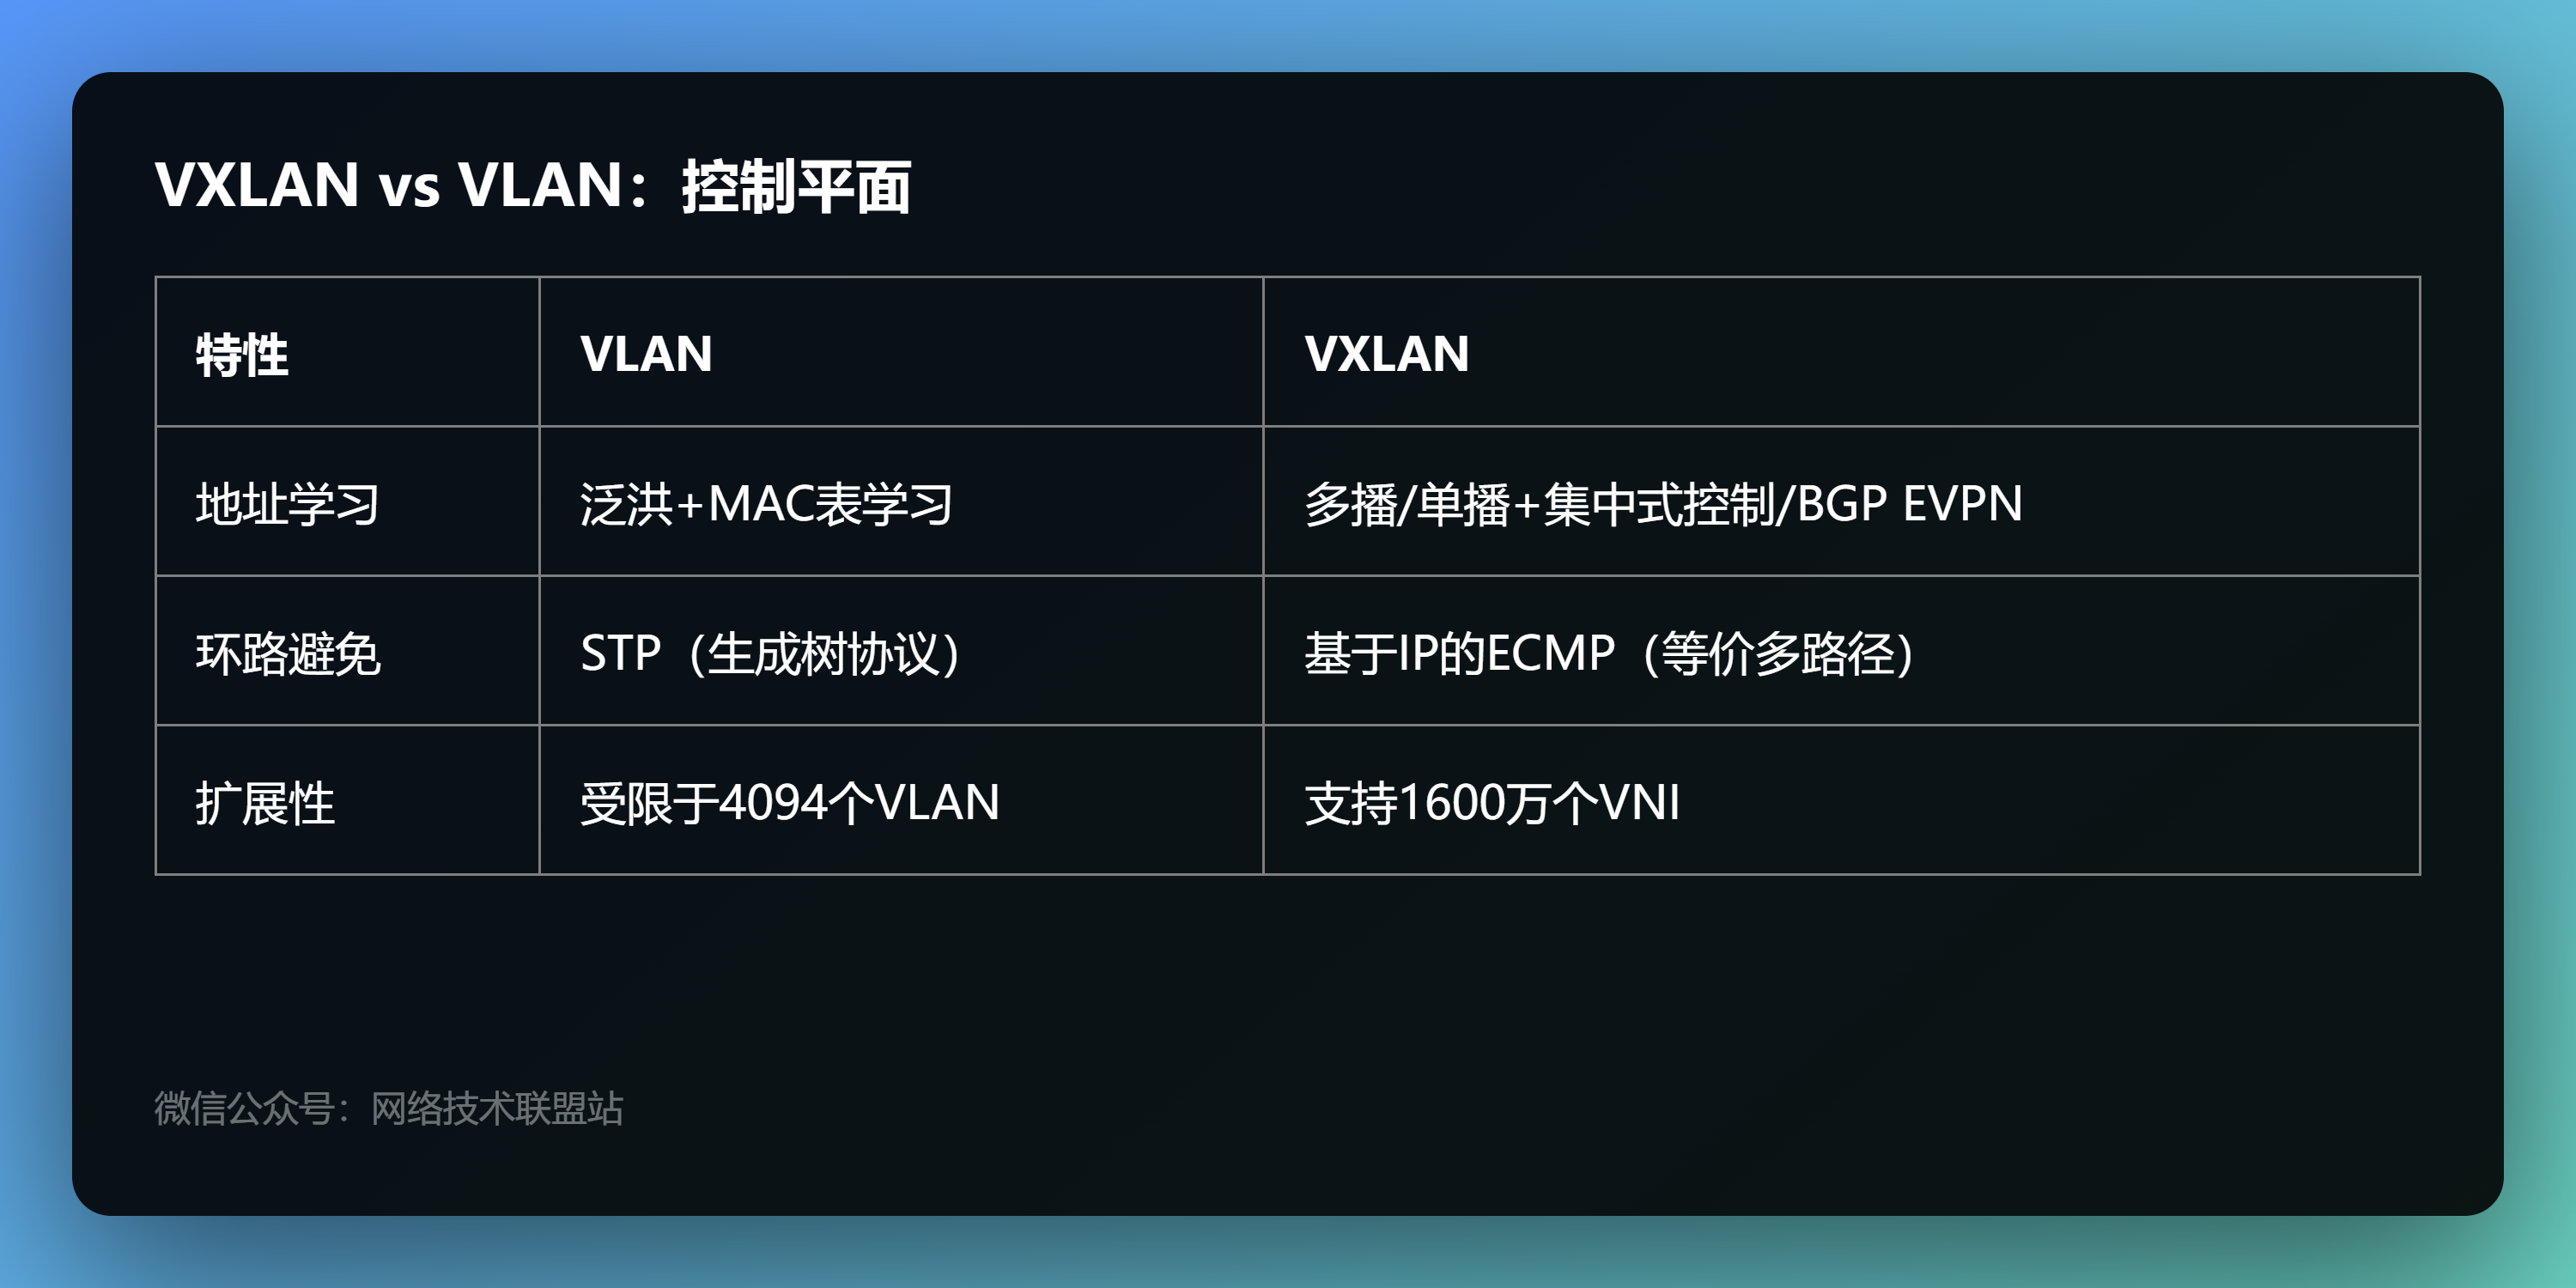 VXLAN vs VLAN：控制平面
特性 VLAN VXLAN
地址学习 泛洪+MAC表学习 多播/单播+集中式控制/BGP EVPN
环路避免 STP（生成树协议） 基于IP的ECMP（等价多路径）
扩展性 受限于4094个VLAN 支持1600万个VNI
微信公众号：网络技术联盟站